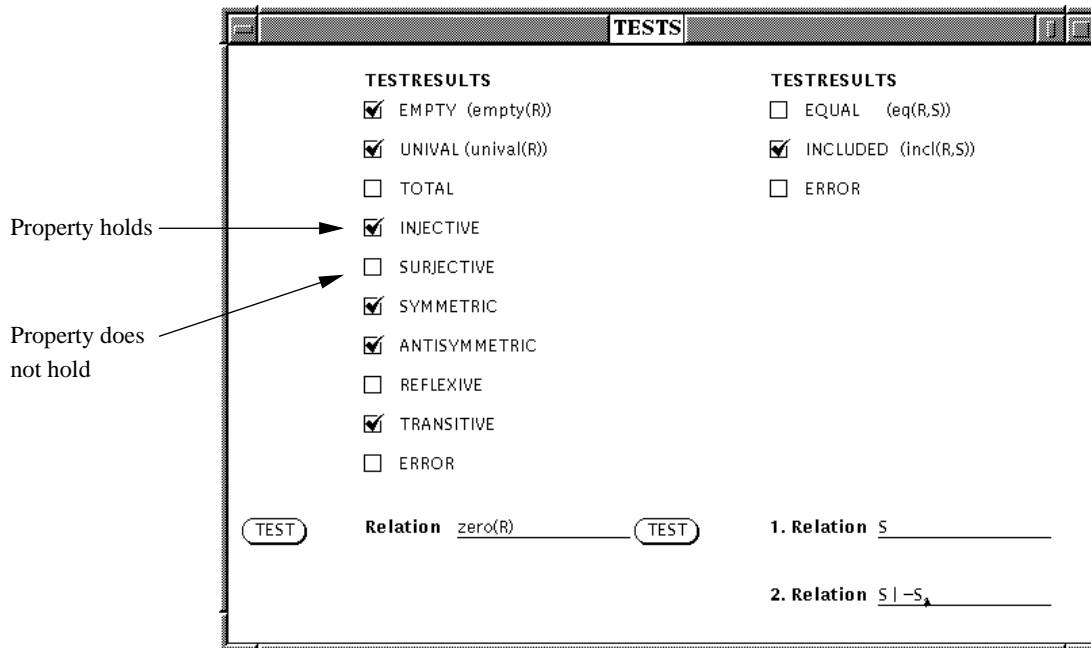 TESTS
TESTRESULTS
EMPTY (empty(R))
UNIVAL (unival(R))
TOTAL
INJECTIVE
SURJECTIVE
SYMMETRIC
ANTISYMMETRIC
REFLEXIVE
TRANSITIVE
ERROR
TESTRESULTS
EQUAL (eq(R,S))
INCLUDED (incl(R,S))
ERROR
Property holds
Property does
not hold
TEST
Relation zero(R)
TEST
1. Relation S
2. Relation S | -S